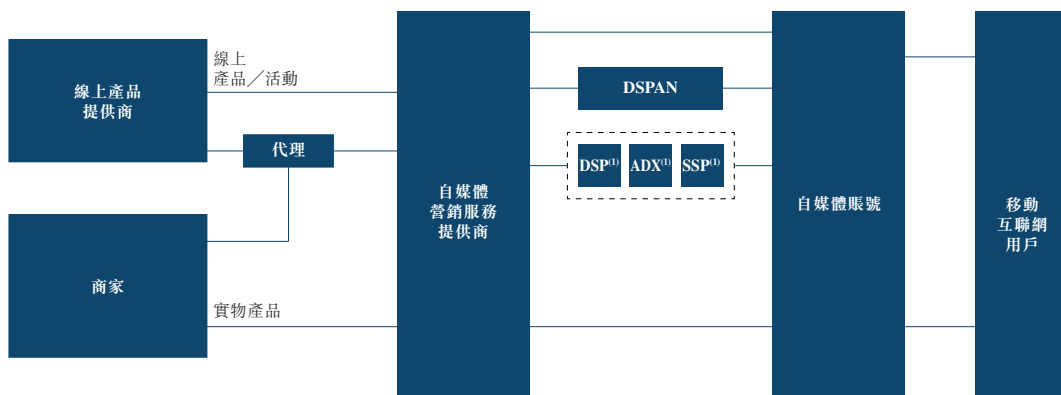 線上產品
提供商
線上
產品╱活動
代理
商家
實物產品
自媒體
營銷服務
提供商
DSPAN
DSP(1)
ADX(1)
SSP(1)
自媒體賬號
移動
互聯網
用戶